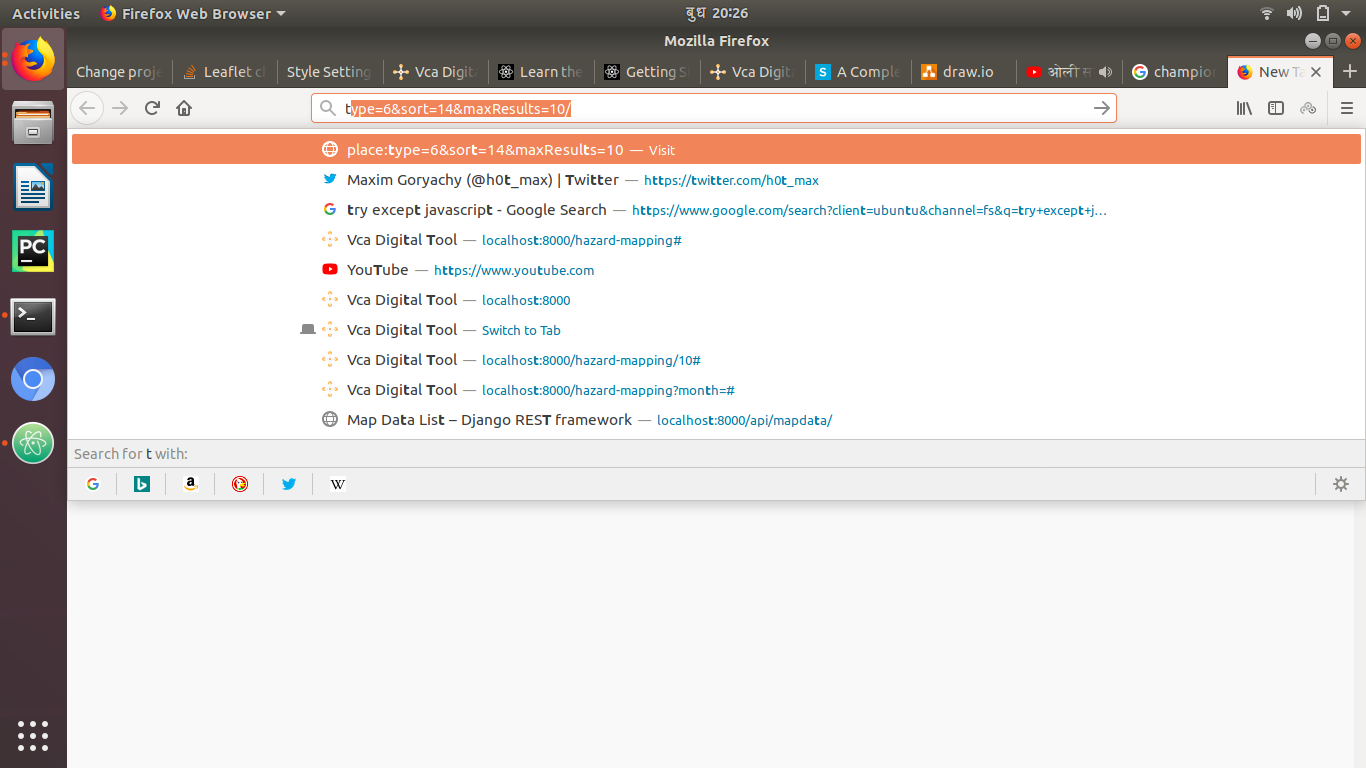 Activities Firefox Web Browser बुध 20:26
Mozilla Firefox
Change proje Leaflet cl Style Setting Vca Digita Learn the Getting S Vca Digita A Comple draw.io ओली स champion New Ta
type=6&sort=14&maxResults=10/
place:type=6&sort=14&maxResults=10 — Visit
Maxim Goryachy (@h0t_max) | Twitter — https://twitter.com/h0t_max
try except javascript - Google Search — https://www.google.com/search?client=ubuntu&channel=fs&q=try+except+j…
Vca Digital Tool — localhost:8000/hazard-mapping#
YouTube — https://www.youtube.com
Vca Digital Tool — localhost:8000
Vca Digital Tool — Switch to Tab
Vca Digital Tool — localhost:8000/hazard-mapping/10#
Vca Digital Tool — localhost:8000/hazard-mapping?month=#
Map Data List – Django REST framework — localhost:8000/api/mapdata/
Search for t with: